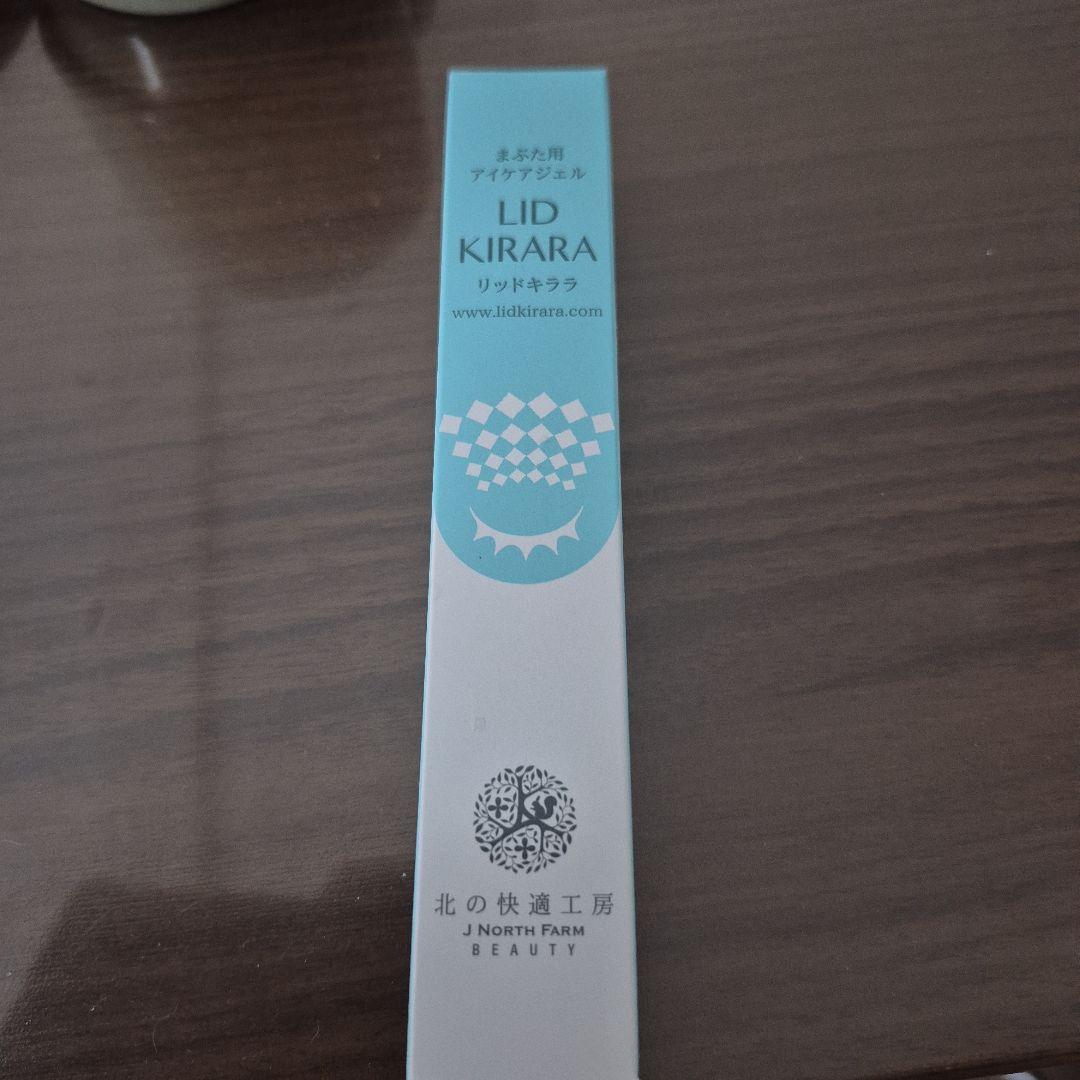 まぶた用
アイケアジェル
LID
KIRARA
リッドキララ
www.lidkirara.com
北の快適工房
J NORTH FARM
BEAUTY